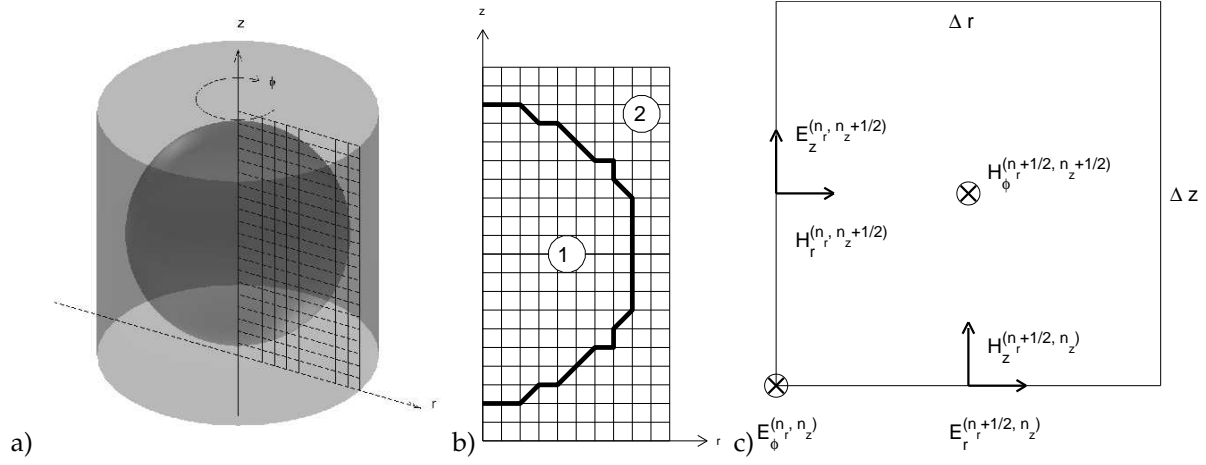 z
ϕ
r
a)
z
2
1
r
b)
Δ r
E_z^(n_r, n_z+1/2)
H_ϕ^(n_r+1/2, n_z+1/2)
Δ z
H_r^(n_r, n_z+1/2)
H_z^(n_r+1/2, n_z)
E_ϕ^(n_r, n_z)
E_r^(n_r+1/2, n_z)
c)